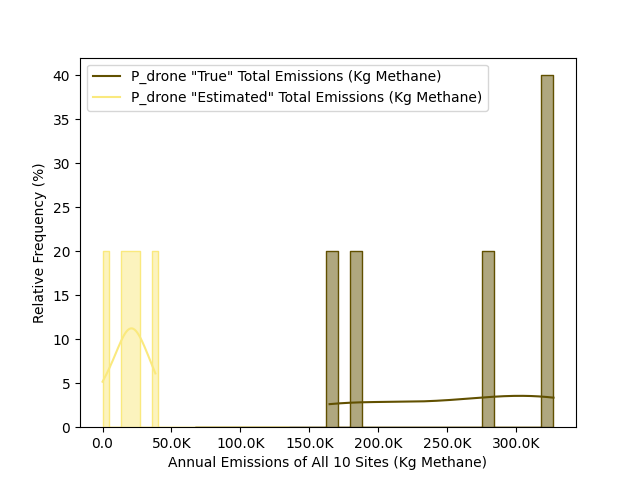 P_drone "True" Total Emissions (Kg Methane)
P_drone "Estimated" Total Emissions (Kg Methane)
40
35
30
25
20
15
10
5
0
Relative Frequency (%)
0.0 50.0K 100.0K 150.0K 200.0K 250.0K 300.0K
Annual Emissions of All 10 Sites (Kg Methane)